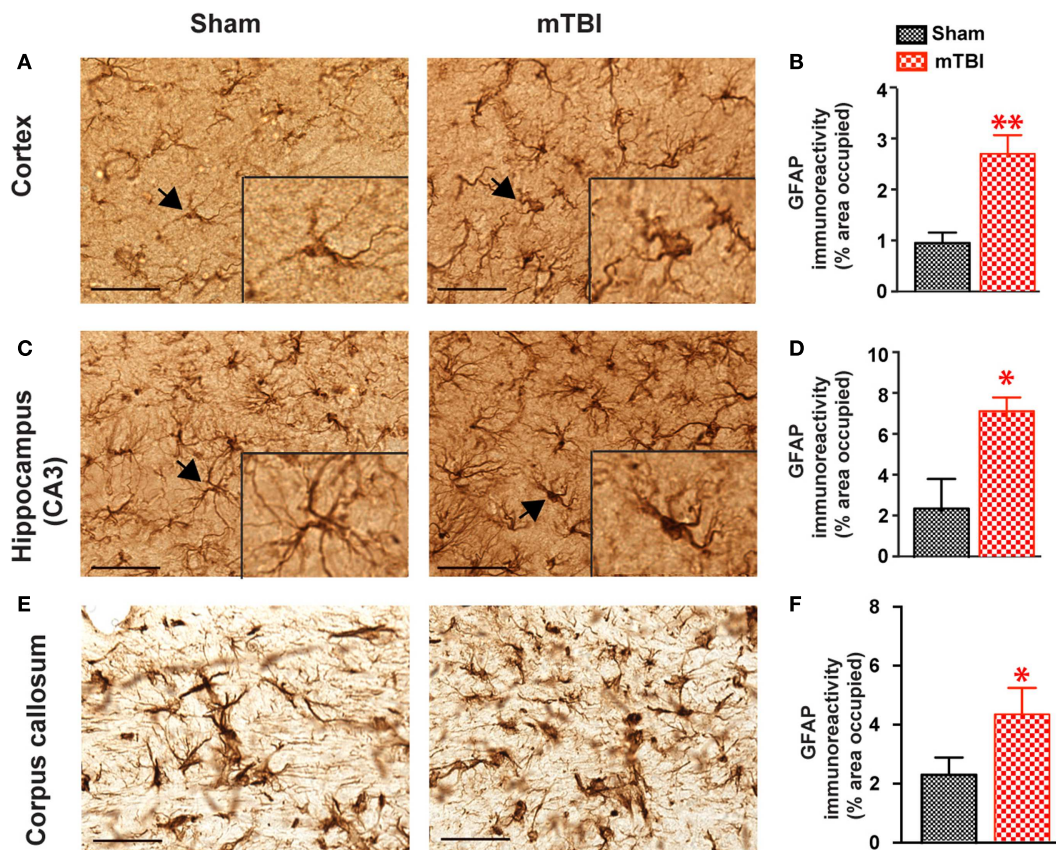 Sham
mTBI
A
Cortex
B
Sham
mTBI
GFAP
immunoreactivity
(% area occupied)
4
3
2
1
0
**
C
Hippocampus
(CA3)
D
GFAP
immunoreactivity
(% area occupied)
10
8
6
4
2
0
*
E
Corpus callosum
F
GFAP
immunoreactivity
(% area occupied)
8
6
4
2
0
*